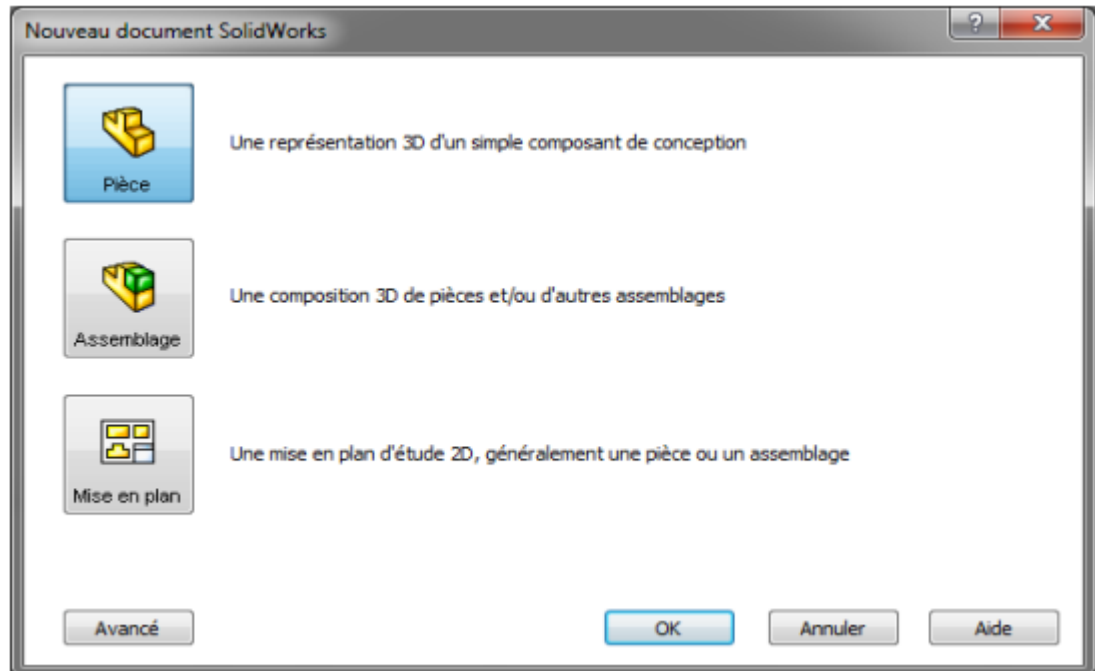 Nouveau document SolidWorks
Pièce
Une représentation 3D d'un simple composant de conception
Assemblage
Une composition 3D de pièces et/ou d'autres assemblages
Mise en plan
Une mise en plan d'étude 2D, généralement une pièce ou un assemblage
Avancé
OK
Annuler
Aide